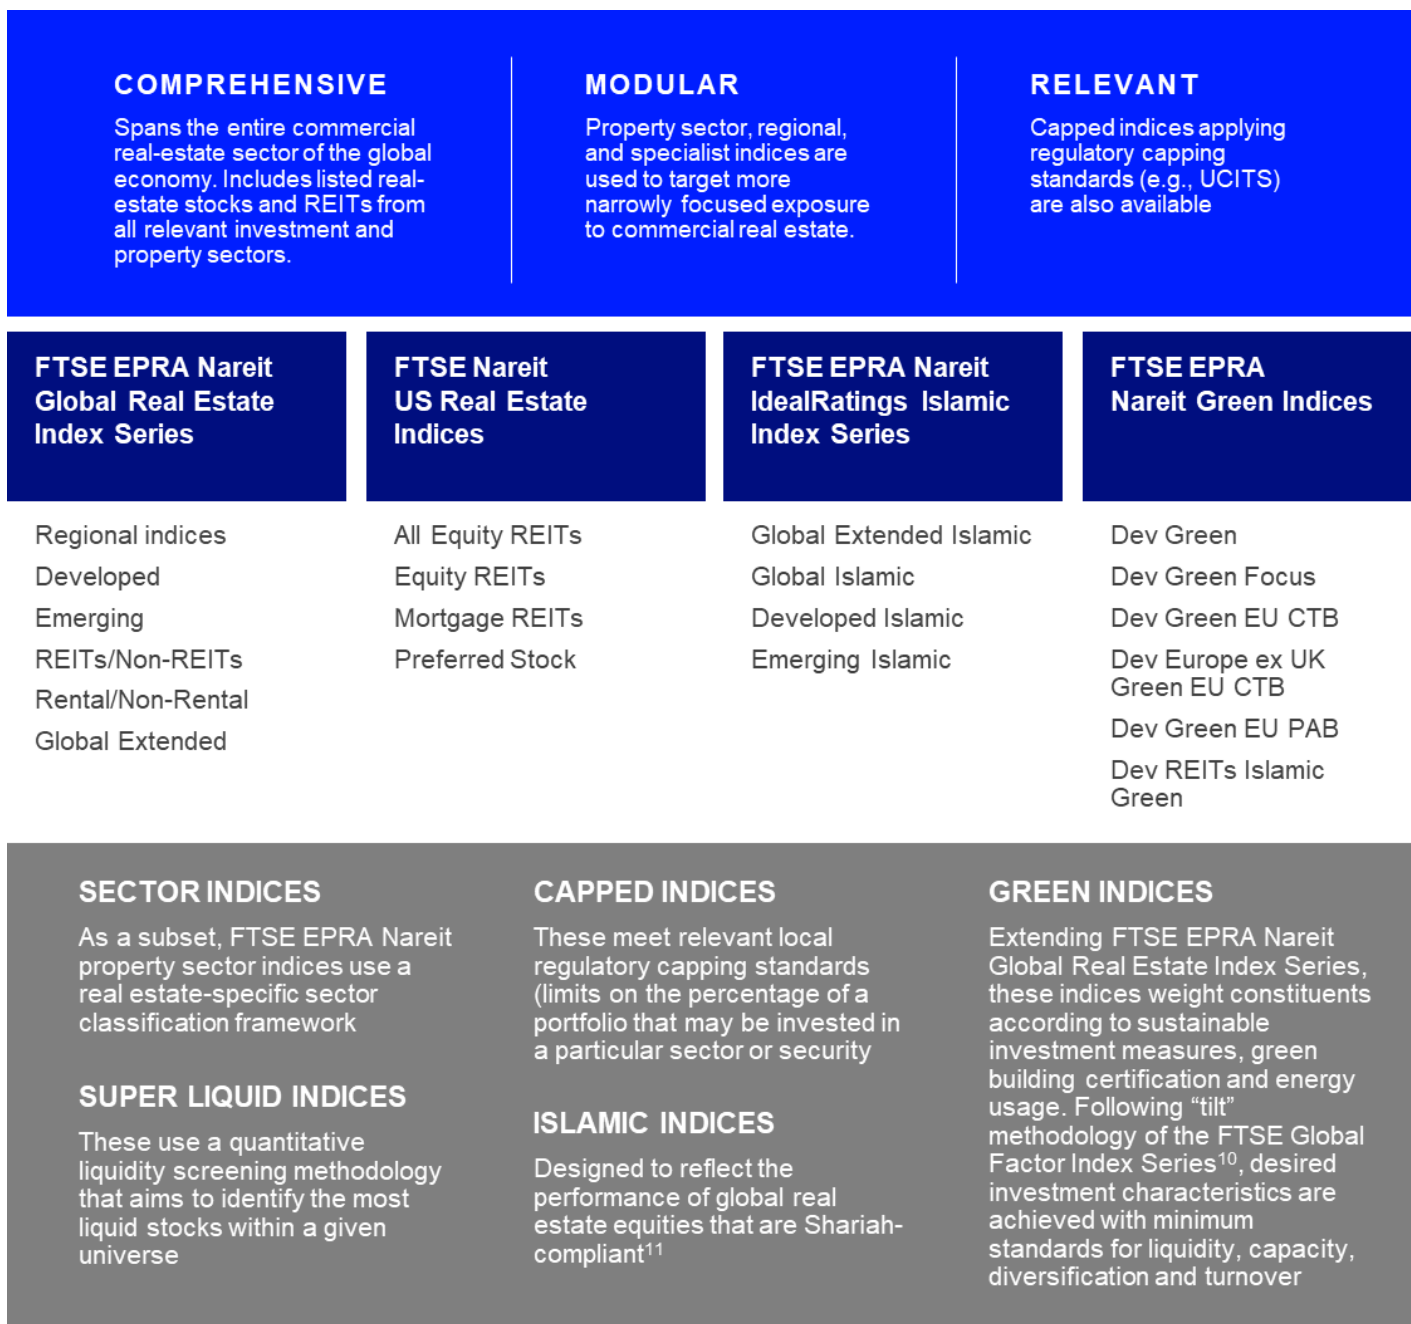 COMPREHENSIVE
Spans the entire commercial
real-estate sector of the global
economy. Includes listed real-
estate stocks and REITs from
all relevant investment and
property sectors.
MODULAR
Property sector, regional,
and specialist indices are
used to target more
narrowly focused exposure
to commercial real estate.
RELEVANT
Capped indices applying
regulatory capping
standards (e.g., UCITS)
are also available
FTSE EPRA Nareit
Global Real Estate
Index Series
Regional indices
Developed
Emerging
REITs/Non-REITs
Rental/Non-Rental
Global Extended
FTSE Nareit
US Real Estate
Indices
All Equity REITs
Equity REITs
Mortgage REITs
Preferred Stock
FTSE EPRA Nareit
IdealRatings Islamic
Index Series
Global Extended Islamic
Global Islamic
Developed Islamic
Emerging Islamic
FTSE EPRA
Nareit Green Indices
Dev Green
Dev Green Focus
Dev Green EU CTB
Dev Europe ex UK
Green EU CTB
Dev Green EU PAB
Dev REITs Islamic
Green
SECTOR INDICES
As a subset, FTSE EPRA Nareit
property sector indices use a
real estate-specific sector
classification framework
SUPER LIQUID INDICES
These use a quantitative
liquidity screening methodology
that aims to identify the most
liquid stocks within a given
universe
CAPPED INDICES
These meet relevant local
regulatory capping standards
(limits on the percentage of a
portfolio that may be invested in
a particular sector or security
ISLAMIC INDICES
Designed to reflect the
performance of global real
estate equities that are Shariah-
compliant¹¹
GREEN INDICES
Extending FTSE EPRA Nareit
Global Real Estate Index Series,
these indices weight constituents
according to sustainable
investment measures, green
building certification and energy
usage. Following “tilt”
methodology of the FTSE Global
Factor Index Series¹⁰, desired
investment characteristics are
achieved with minimum
standards for liquidity, capacity,
diversification and turnover